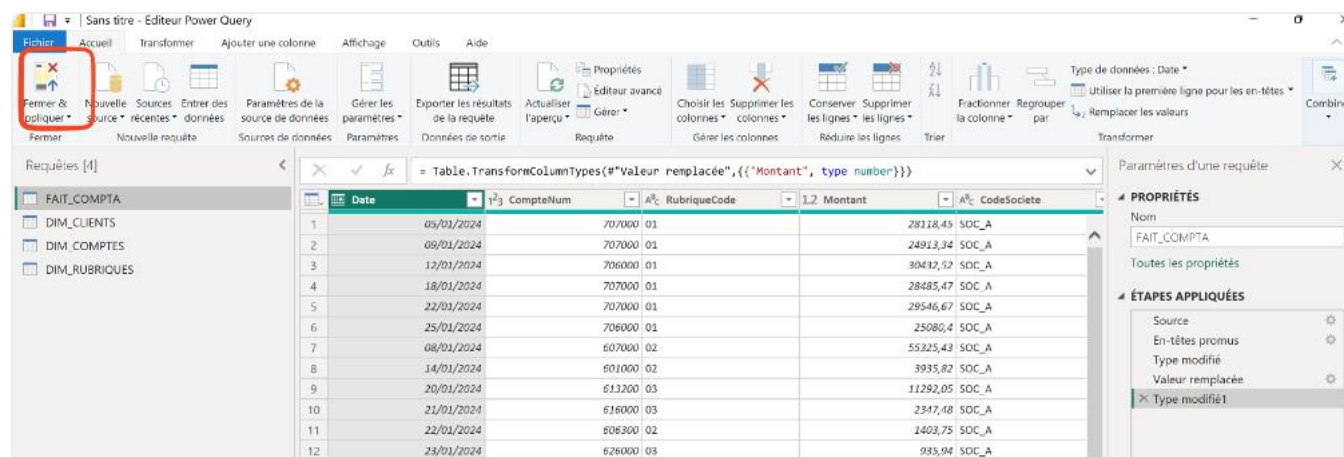 Sans titre - Éditeur Power Query
Fichier Accueil Transformer Ajouter une colonne Affichage Outils Aide
Fermer & appliquer Nouvelle source Sources récentes Entrer des données Paramètres de la source de données Gérer les paramètres Exporter les résultats de la requête Actualiser l'aperçu Propriétés Éditeur avancé Gérer Choisir les colonnes Supprimer les colonnes Conserver les lignes Supprimer les lignes Fractionner la colonne Regrouper par Type de données : Date Utiliser la première ligne pour les en-têtes Remplacer les valeurs Combin
Fermer Nouvelle requête Sources de données Paramètres Données de sortie Requête Gérer les colonnes Réduire les lignes Trier Transformer
Requêtes [4]
FAIT_COMPTA
DIM_CLIENTS
DIM_COMPTES
DIM_RUBRIQUES
= Table.TransformColumnTypes(#"Valeur remplacée",{{"Montant", type number}})
Date 123 CompteNum ABC RubriqueCode 1.2 Montant ABC CodeSociete
1 05/01/2024 707000 01 28118,45 SOC_A
2 09/01/2024 707000 01 24913,34 SOC_A
3 12/01/2024 706000 01 30432,52 SOC_A
4 18/01/2024 707000 01 28485,47 SOC_A
5 22/01/2024 707000 01 29546,67 SOC_A
6 25/01/2024 706000 01 25080,4 SOC_A
7 08/01/2024 607000 02 55325,43 SOC_A
8 14/01/2024 601000 02 3935,82 SOC_A
9 20/01/2024 613200 03 11292,05 SOC_A
10 21/01/2024 616000 03 2347,48 SOC_A
11 22/01/2024 606300 02 1403,75 SOC_A
12 23/01/2024 626000 03 935,94 SOC_A
Paramètres d'une requête
PROPRIÉTÉS
Nom
FAIT_COMPTA
Toutes les propriétés
ÉTAPES APPLIQUÉES
Source
En-têtes promus
Type modifié
Valeur remplacée
Type modifié1